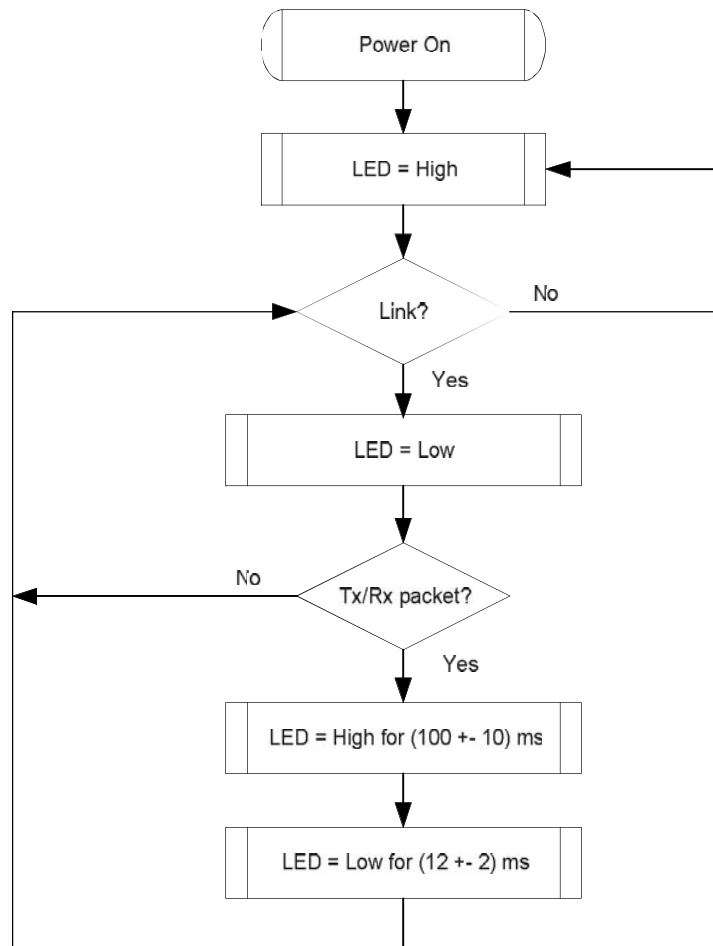 Power On
LED = High
Link?
No
Yes
LED = Low
No
Tx/Rx packet?
Yes
LED = High for (100 +- 10) ms
LED = Low for (12 +- 2) ms